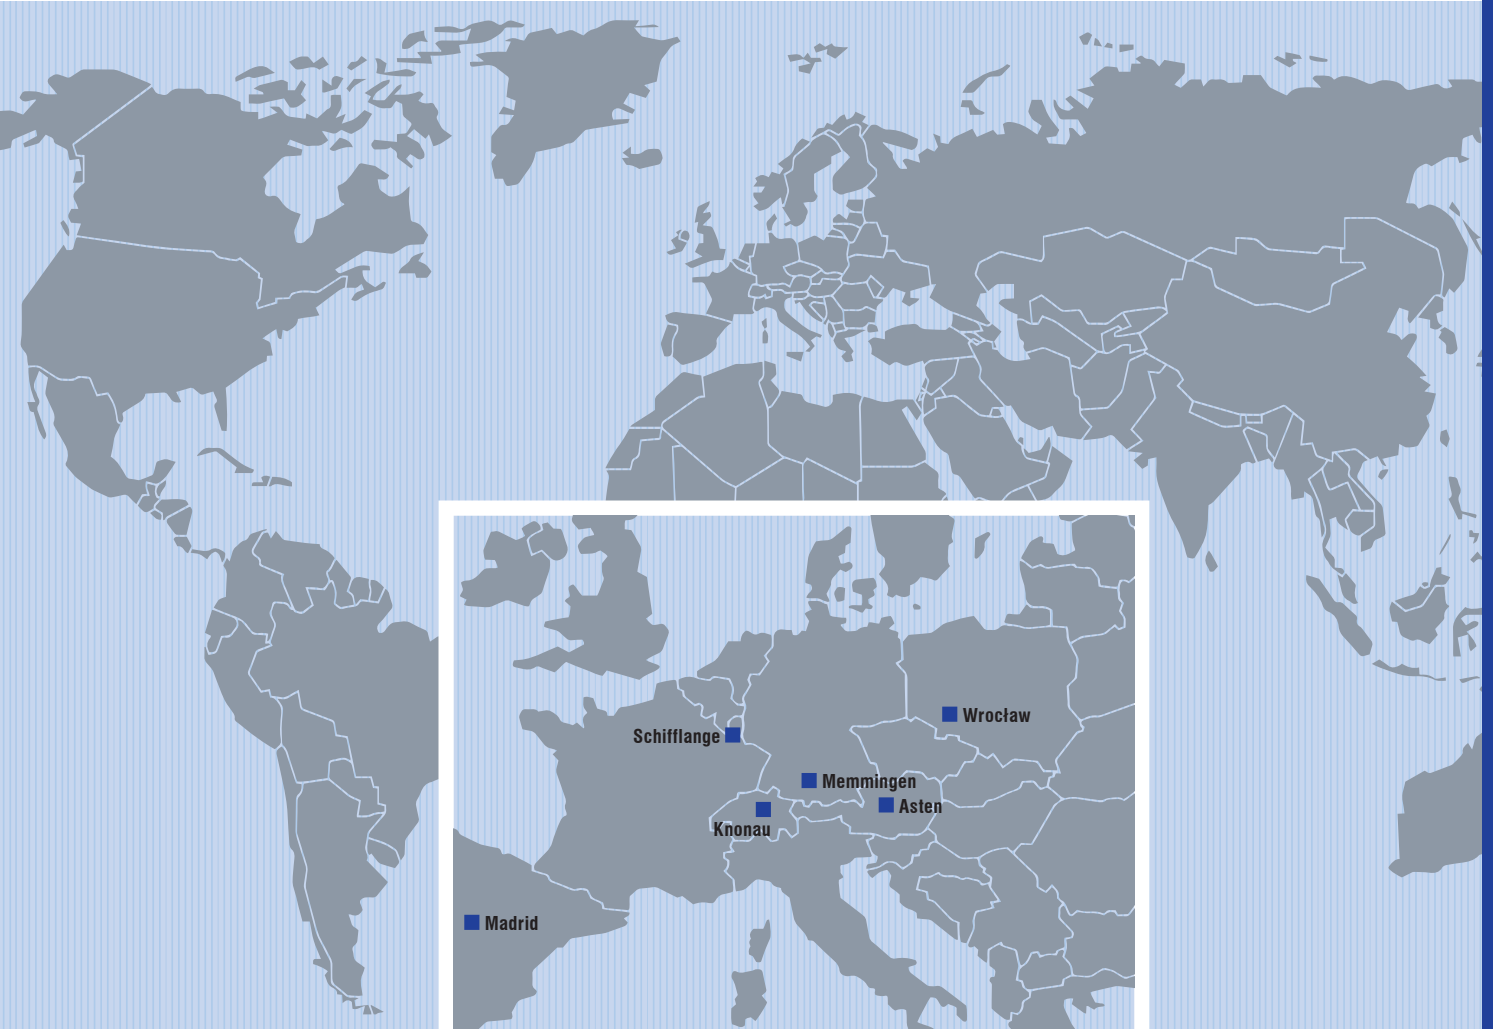 Wrocław
Schifflange
Memmingen
Asten
Knonau
Madrid